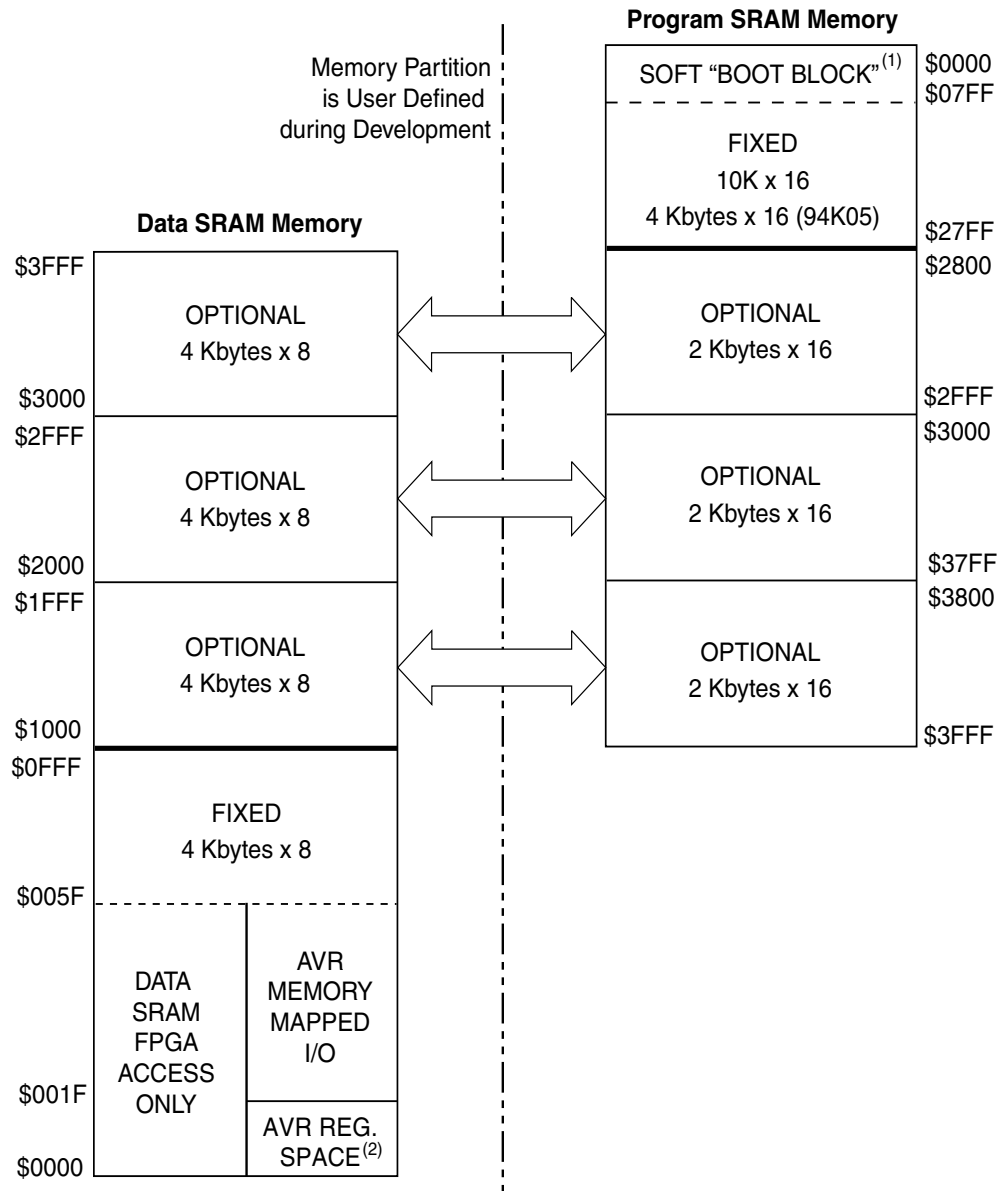 Program SRAM Memory
Memory Partition
is User Defined
during Development
SOFT “BOOT BLOCK”(1)
$0000
$07FF
FIXED
10K x 16
4 Kbytes x 16 (94K05)
$27FF
Data SRAM Memory
$3FFF
OPTIONAL
4 Kbytes x 8
$3000
$2800
OPTIONAL
2 Kbytes x 16
$2FFF
$2FFF
OPTIONAL
4 Kbytes x 8
$2000
$3000
OPTIONAL
2 Kbytes x 16
$37FF
$1FFF
OPTIONAL
4 Kbytes x 8
$1000
$3800
OPTIONAL
2 Kbytes x 16
$3FFF
$0FFF
FIXED
4 Kbytes x 8
$005F
DATA
SRAM
FPGA
ACCESS
ONLY
AVR
MEMORY
MAPPED
I/O
$001F
AVR REG.
SPACE(2)
$0000